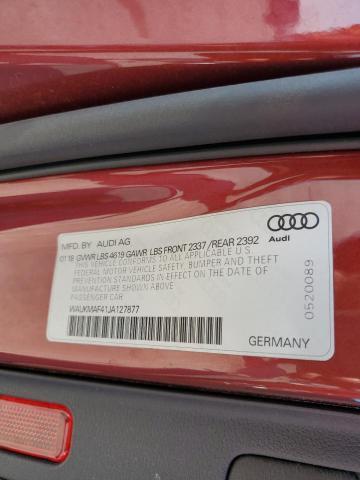 MFD. BY AUDI AG
01 18 GVWR LBS 4619 GAWR LBS FRONT 2337 /REAR 2392
THIS VEHICLE CONFORMS TO ALL APPLICABLE U.S.
FEDERAL MOTOR VEHICLE SAFETY, BUMPER AND THEFT
STANDARDS IN EFFECT ON THE DATE OF
MANUFACTURE SHOWN ABOVE.
PASSENGER CAR
WAUKMAF41JA127877
Audi
0520089
GERMANY